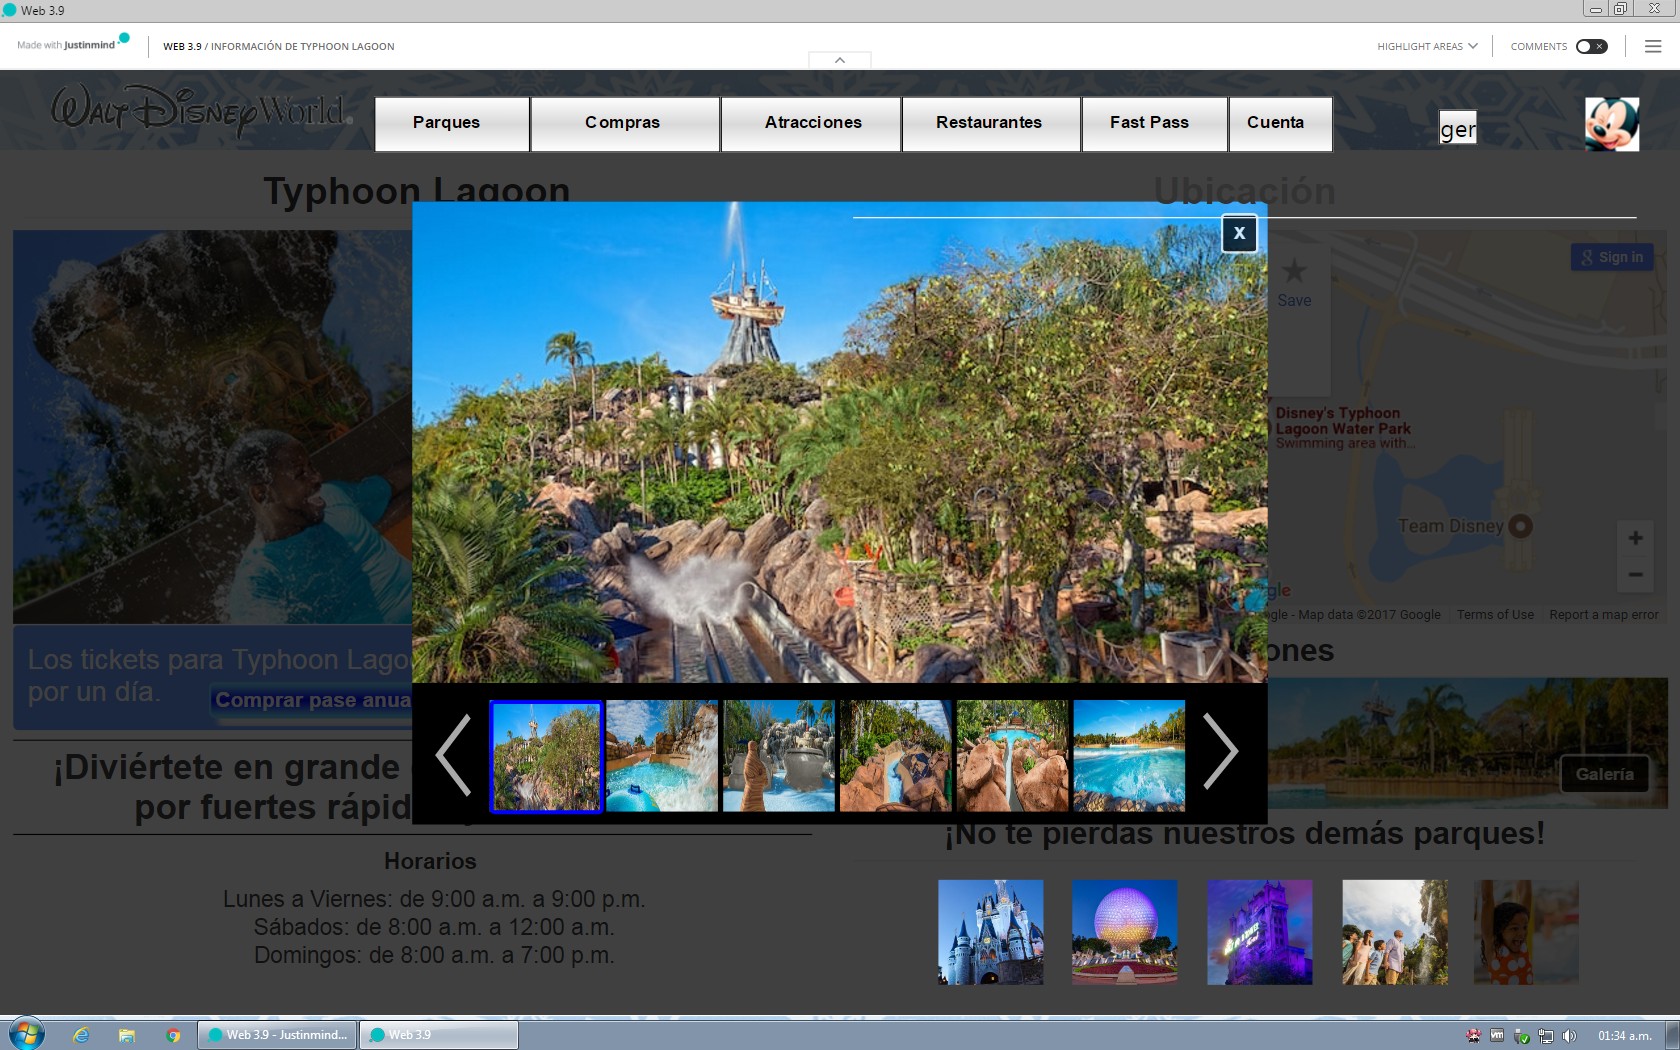 Web 3.9
Made with Justinmind
WEB 3.9 / INFORMACIÓN DE TYPHOON LAGOON
HIGHLIGHT AREAS
COMMENTS
WALT DISNEY World
Parques
Compras
Atracciones
Restaurantes
Fast Pass
Cuenta
ger
Typhoon Lagoon
Ubicación
x
Sign in
Save
Disney's Typhoon
Lagoon Water Park
Swimming area with...
Team Disney
+
−
gle - Map data ©2017 Google Terms of Use Report a map error
Los tickets para Typhoon Lago
por un día.
Comprar pase anua
ones
Galería
¡Diviértete en grande
por fuertes rápid
¡No te pierdas nuestros demás parques!
Horarios
Lunes a Viernes: de 9:00 a.m. a 9:00 p.m.
Sábados: de 8:00 a.m. a 12:00 a.m.
Domingos: de 8:00 a.m. a 7:00 p.m.
Web 3.9 - Justinmind...
Web 3.9
01:34 a.m.